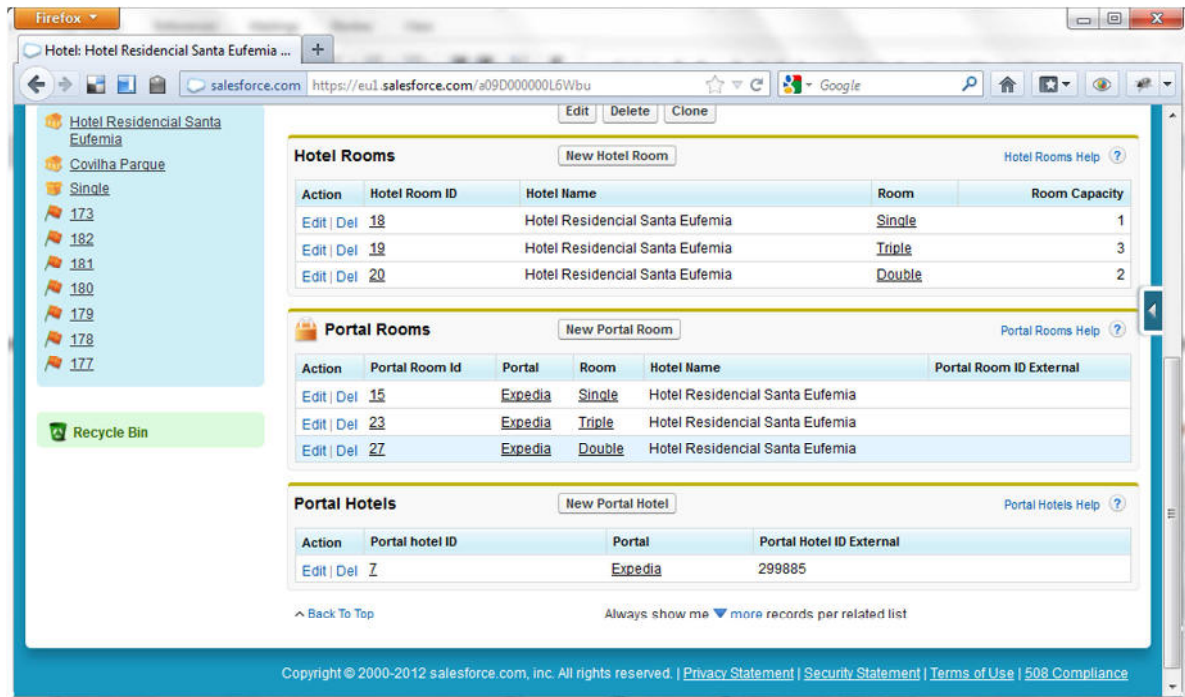 Firefox
Hotel: Hotel Residencial Santa Eufemia ...
salesforce.com https://eu1.salesforce.com/a09D000000L6Wbu
Google
Edit Delete Clone
Hotel Residencial Santa Eufemia
Covilha Parque
Single
173
182
181
180
179
178
177
Recycle Bin
Hotel Rooms New Hotel Room Hotel Rooms Help ?
Action Hotel Room ID Hotel Name Room Room Capacity
Edit | Del 18 Hotel Residencial Santa Eufemia Single 1
Edit | Del 19 Hotel Residencial Santa Eufemia Triple 3
Edit | Del 20 Hotel Residencial Santa Eufemia Double 2
Portal Rooms New Portal Room Portal Rooms Help ?
Action Portal Room Id Portal Room Hotel Name Portal Room ID External
Edit | Del 15 Expedia Single Hotel Residencial Santa Eufemia
Edit | Del 23 Expedia Triple Hotel Residencial Santa Eufemia
Edit | Del 27 Expedia Double Hotel Residencial Santa Eufemia
Portal Hotels New Portal Hotel Portal Hotels Help ?
Action Portal hotel ID Portal Portal Hotel ID External
Edit | Del 7 Expedia 299885
Back To Top Always show me more records per related list
Copyright © 2000-2012 salesforce.com, inc. All rights reserved. | Privacy Statement | Security Statement | Terms of Use | 508 Compliance